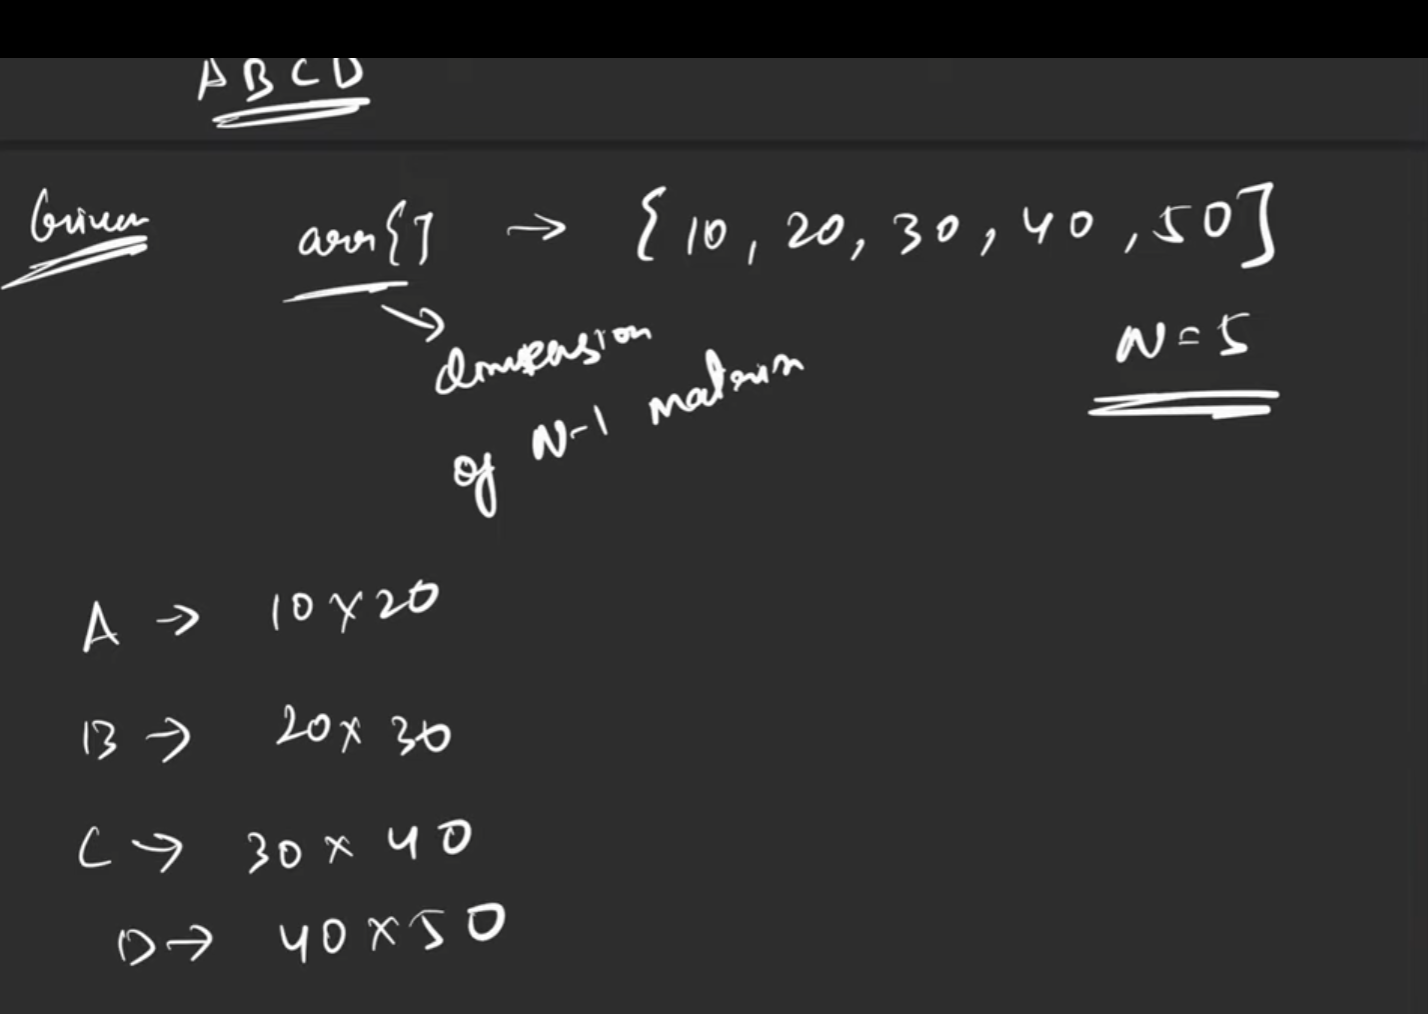 ABCD
Given arr[] → {10, 20, 30, 40, 50]
N=5
dimension
of N-1 matrix
A → 10 x 20
B → 20 x 30
C → 30 x 40
D → 40 x 50